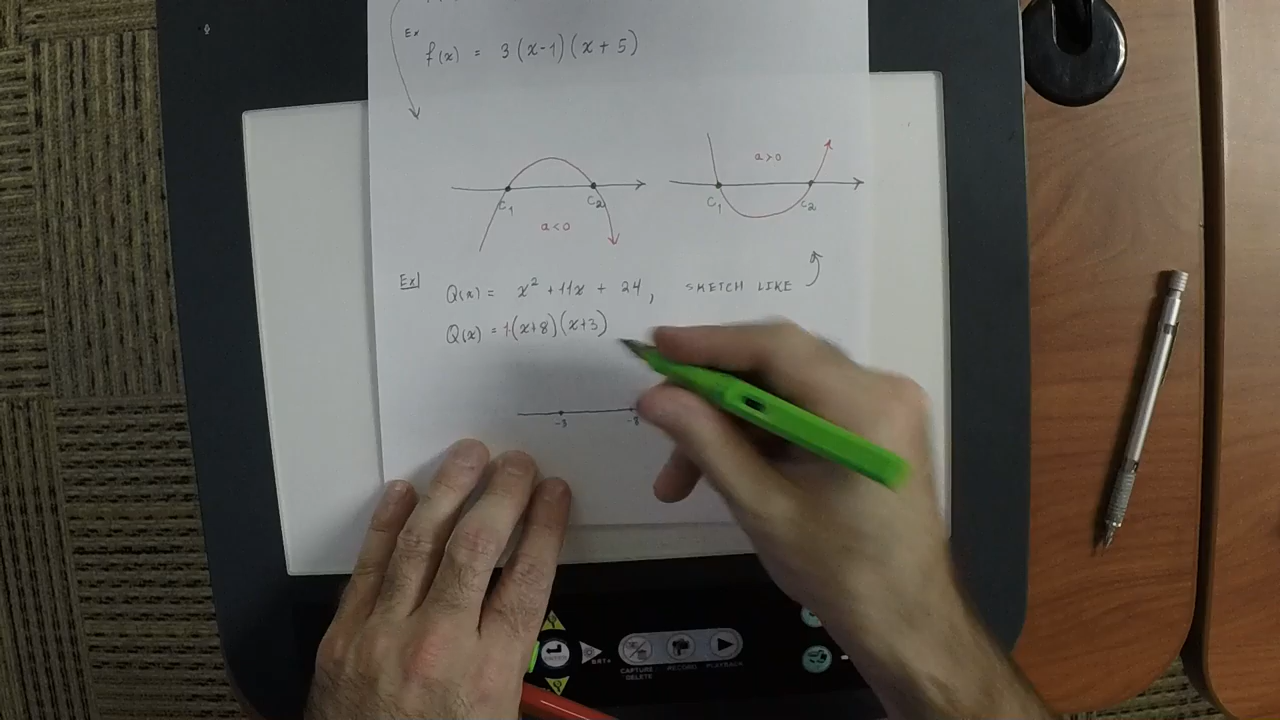 Ex
f(x) = 3(x-1)(x+5)
a>0
C1 C2
C1 C2
a<0
Ex
Q(x) = x² + 11x + 24, SKETCH LIKE
Q(x) = 1(x+8)(x+3)
-3 -8
BRT+
CAPTURE DELETE
RECORD
PLAYBACK